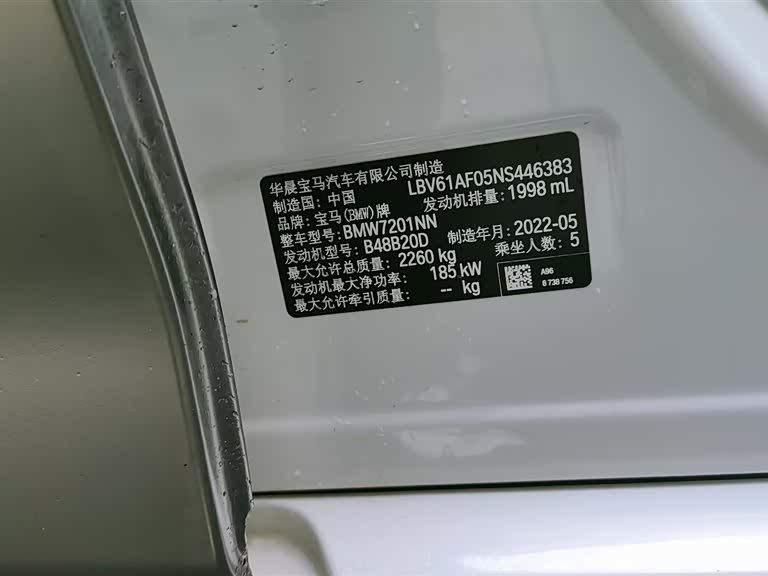 华晨宝马汽车有限公司制造
制造国: 中国 LBV61AF05NS446383
品牌: 宝马(BMW)牌 发动机排量: 1998 mL
整车型号: BMW7201NN
发动机型号: B48B20D 制造年月: 2022-05
最大允许总质量: 2260 kg 乘坐人数: 5
发动机最大净功率: 185 kW
最大允许牵引质量: -- kg
A96
6 738 756